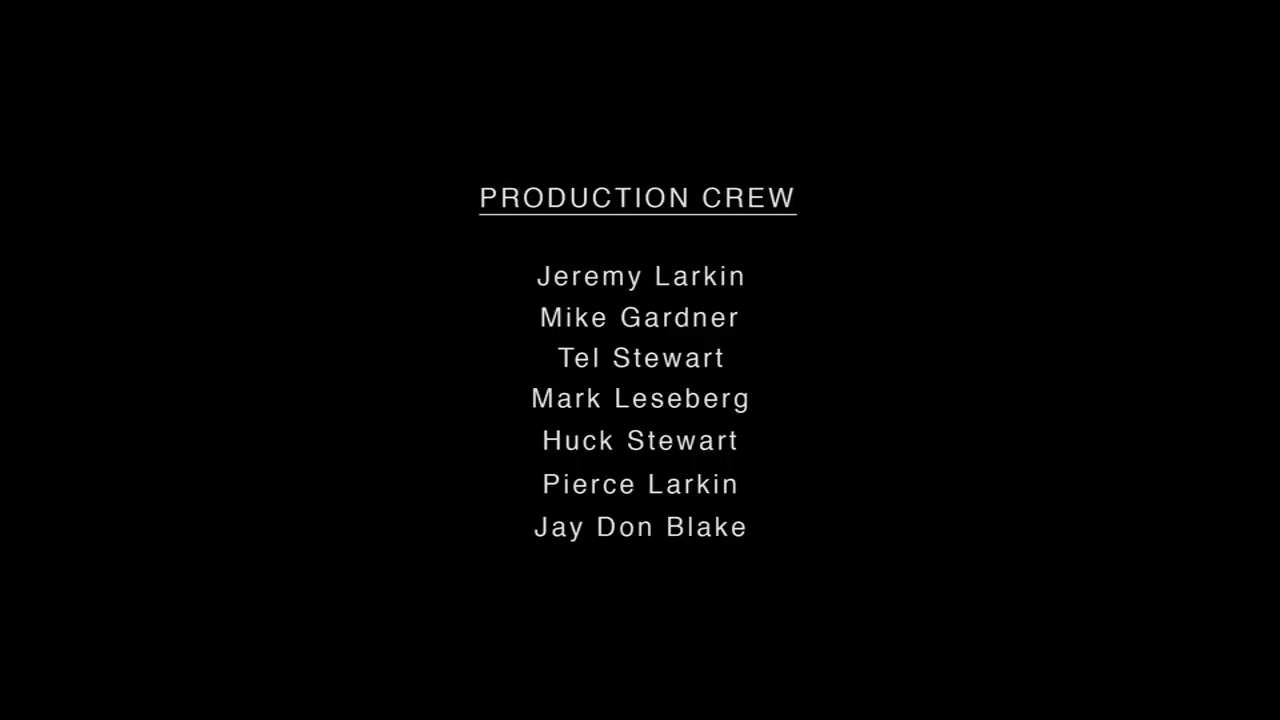 PRODUCTION CREW
Jeremy Larkin
Mike Gardner
Tel Stewart
Mark Leseberg
Huck Stewart
Pierce Larkin
Jay Don Blake